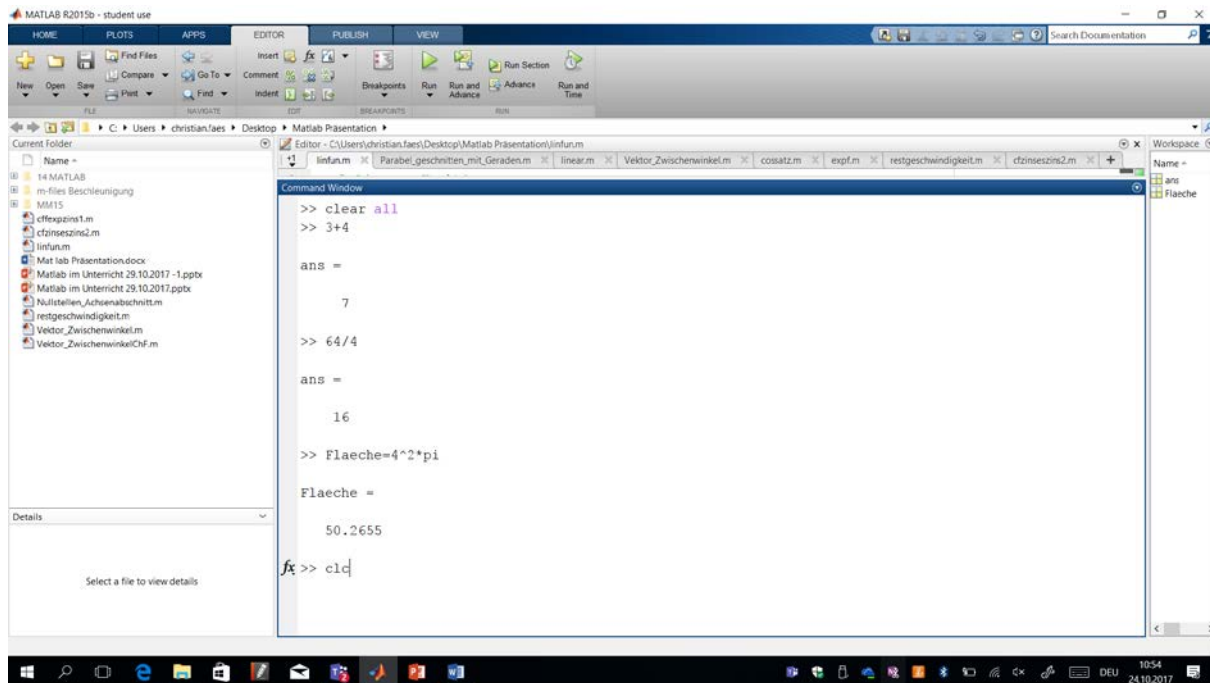 MATLAB R2015b - student use
HOME PLOTS APPS EDITOR PUBLISH VIEW
Search Documentation
New Open Save Find Files Compare Print Go To Find Insert Comment Indent fx Breakpoints Run Run and Advance Run Section Advance Run and Time
FILE NAVIGATE EDIT BREAKPOINTS RUN
C: Users christian.faes Desktop Matlab Präsentation
Current Folder
Name
14 MATLAB
m-files Beschleunigung
MM15
cffexpzins1.m
cfzinseszins2.m
linfun.m
Mat lab Präsentation.docx
Matlab im Unterricht 29.10.2017 -1.pptx
Matlab im Unterricht 29.10.2017.pptx
Nullstellen_Achsenabschnitt.m
restgeschwindigkeit.m
Vektor_Zwischenwinkel.m
Vektor_ZwischenwinkelChF.m
Details
Select a file to view details
Editor - C:\Users\christian.faes\Desktop\Matlab Präsentation\linfun.m
linfun.m Parabel_geschnitten_mit_Geraden.m linear.m Vektor_Zwischenwinkel.m cossatz.m expf.m restgeschwindigkeit.m cfzinseszins2.m
Command Window
>> clear all
>> 3+4
ans =
7
>> 64/4
ans =
16
>> Flaeche=4^2*pi
Flaeche =
50.2655
fx >> clc
Workspace
Name
ans
Flaeche
DEU
10:54
24.10.2017